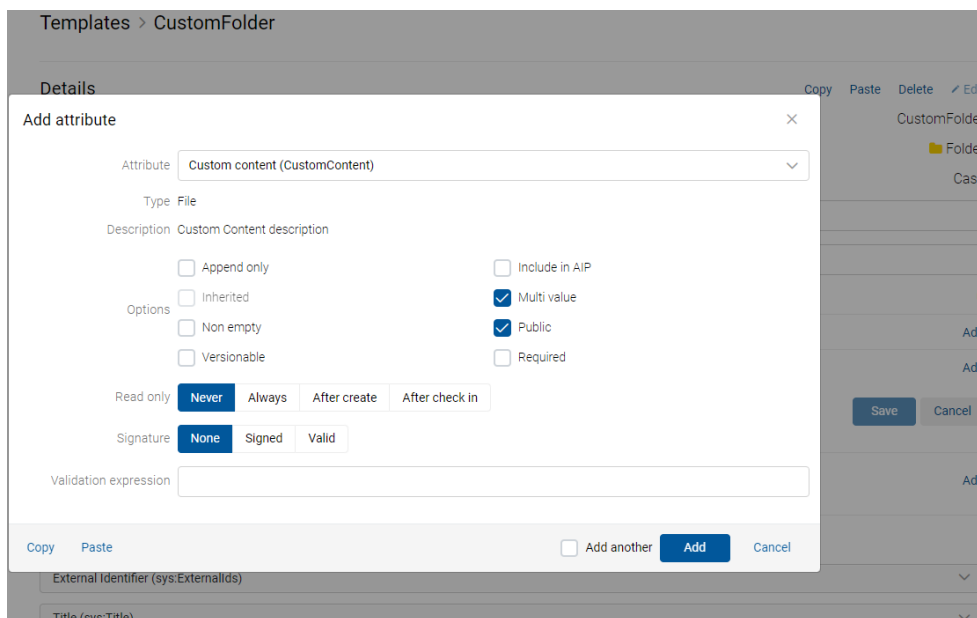 Templates > CustomFolder
Details
Copy Paste Delete Ed
CustomFolde
Folde
Cas
Add attribute
Attribute Custom content (CustomContent)
Type File
Description Custom Content description
Options
Append only Include in AIP
Inherited Multi value
Non empty Public
Versionable Required
Ad
Ad
Read only Never Always After create After check in
Save Cancel
Signature None Signed Valid
Validation expression
Ad
Copy Paste Add another Add Cancel
External Identifier (sys:ExternalIds)
Title (sys:Title)